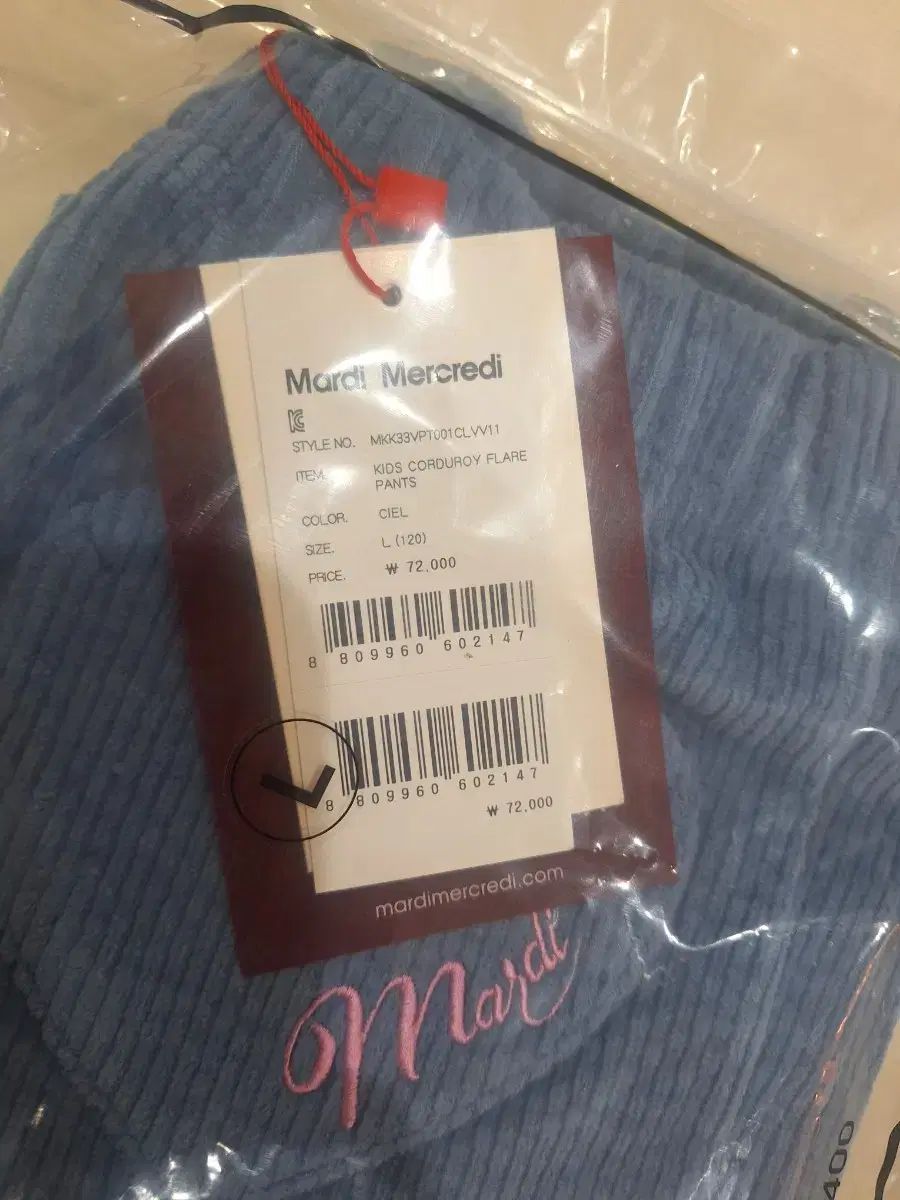 Mardi Mercredi
STYLE NO. MKK33VPT001CLVV11
ITEM. KIDS CORDUROY FLARE
PANTS
COLOR. CIEL
SIZE. L (120)
PRICE. ₩ 72,000
8 809960 602147
8 809960 602147
₩ 72,000
mardimercredi.com
Mardi
L
400